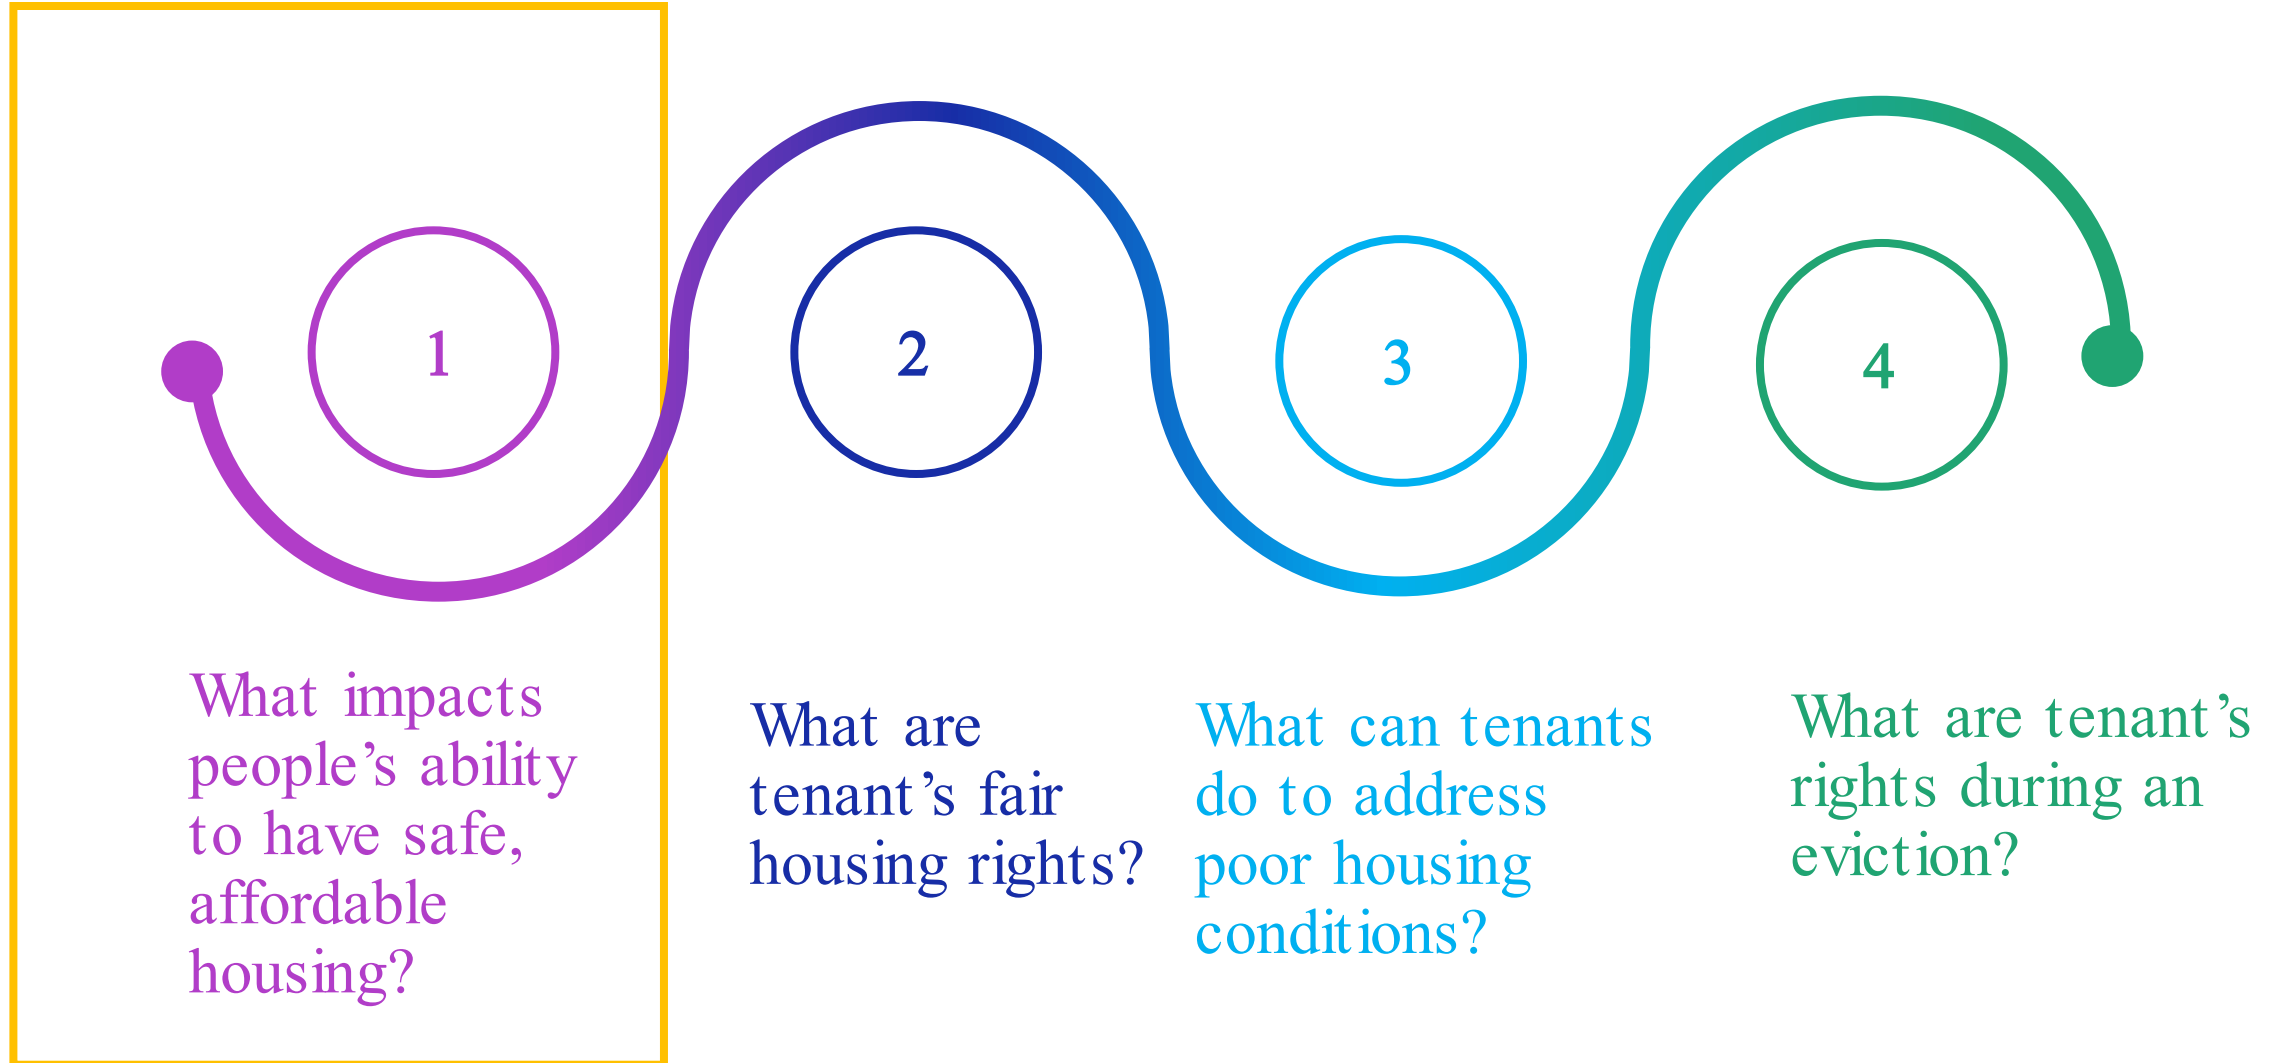 1
What impacts
people’s ability
to have safe,
affordable
housing?
2
What are
tenant’s fair
housing rights?
3
What can tenants
do to address
poor housing
conditions?
4
What are tenant’s
rights during an
eviction?